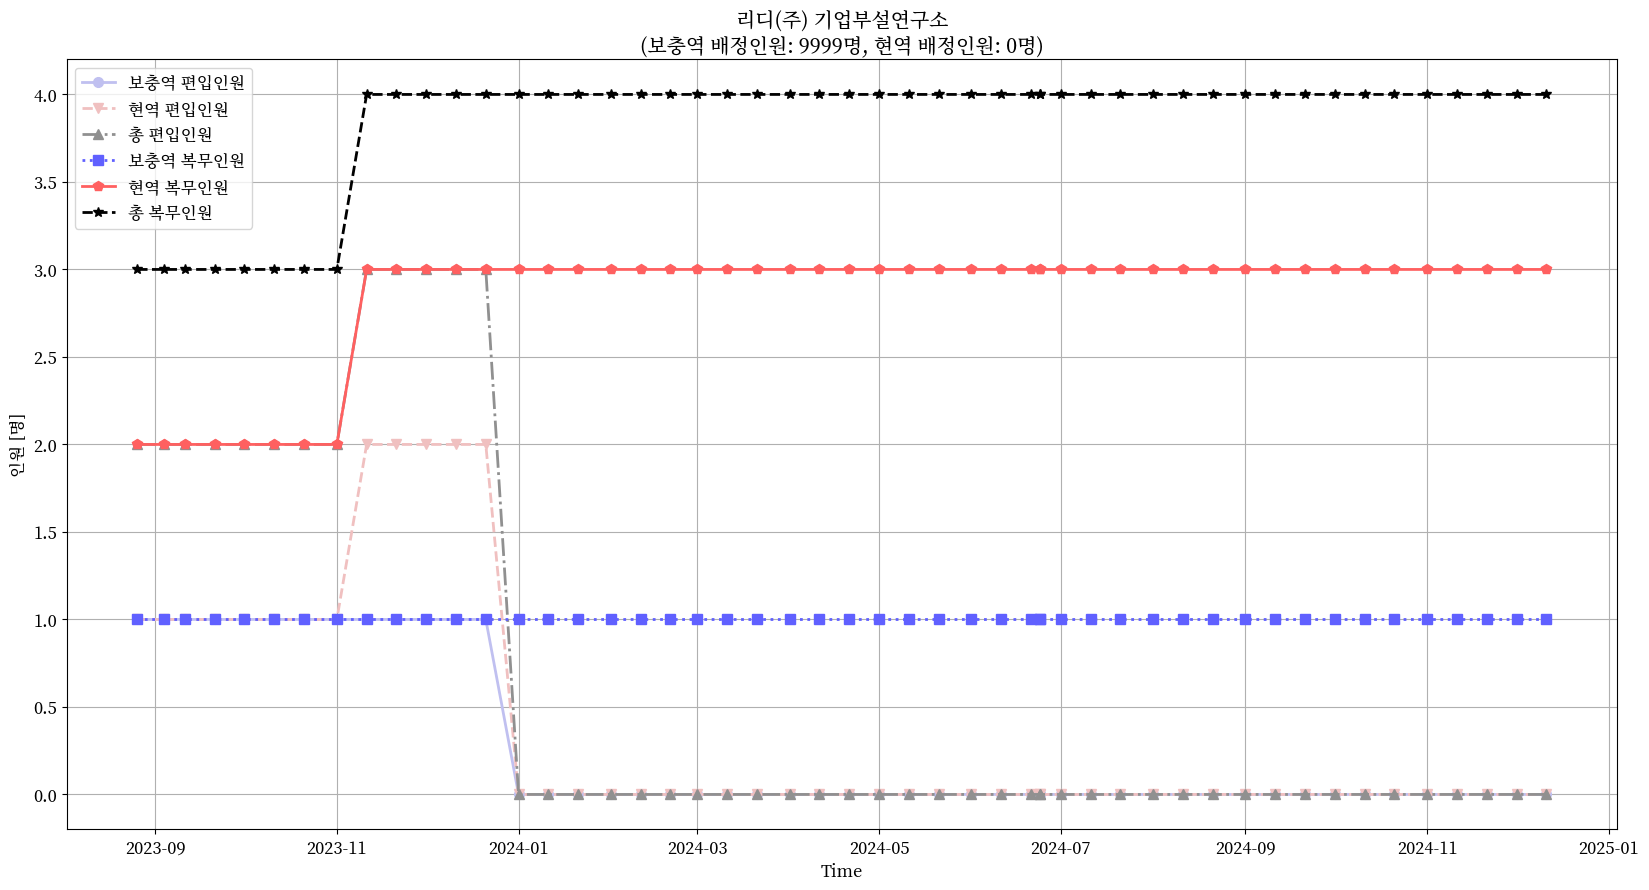 리디(주) 기업부설연구소
(보충역 배정인원: 9999명, 현역 배정인원: 0명)
보충역 편입인원
현역 편입인원
총 편입인원
보충역 복무인원
현역 복무인원
총 복무인원
인원 [명]
4.0
3.5
3.0
2.5
2.0
1.5
1.0
0.5
0.0
2023-09
2023-11
2024-01
2024-03
2024-05
2024-07
2024-09
2024-11
2025-01
Time